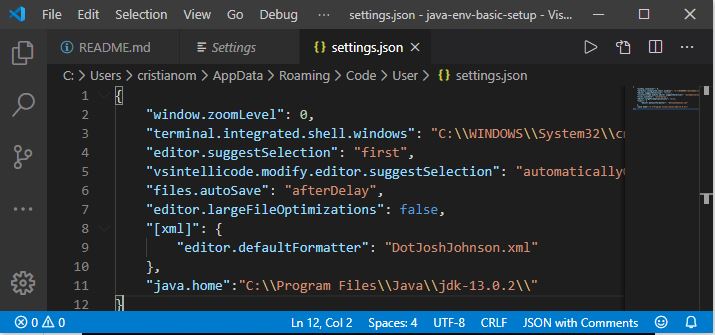 File Edit Selection View Go ··· settings.json - java-env-basic-setup - Vis...
README.md Settings {} settings.json
C: > Users > cristianom > AppData > Roaming > Code > User > {} settings.json
1 {
2 "window.zoomLevel": 0,
3 "terminal.integrated.shell.windows": "C:\\WINDOWS\\System32\\
4 "editor.suggestSelection": "first",
5 "vsintellicode.modify.editor.suggestSelection": "automatically
6 "files.autoSave": "afterDelay",
7 "editor.largeFileOptimizations": false,
8 "[xml]": {
9 "editor.defaultFormatter": "DotJoshJohnson.xml"
10 },
11 "java.home":"C:\\Program Files\\Java\\jdk-13.0.2\\"
12 }
0 0 Ln 12, Col 2 Spaces: 4 UTF-8 CRLF JSON with Comments